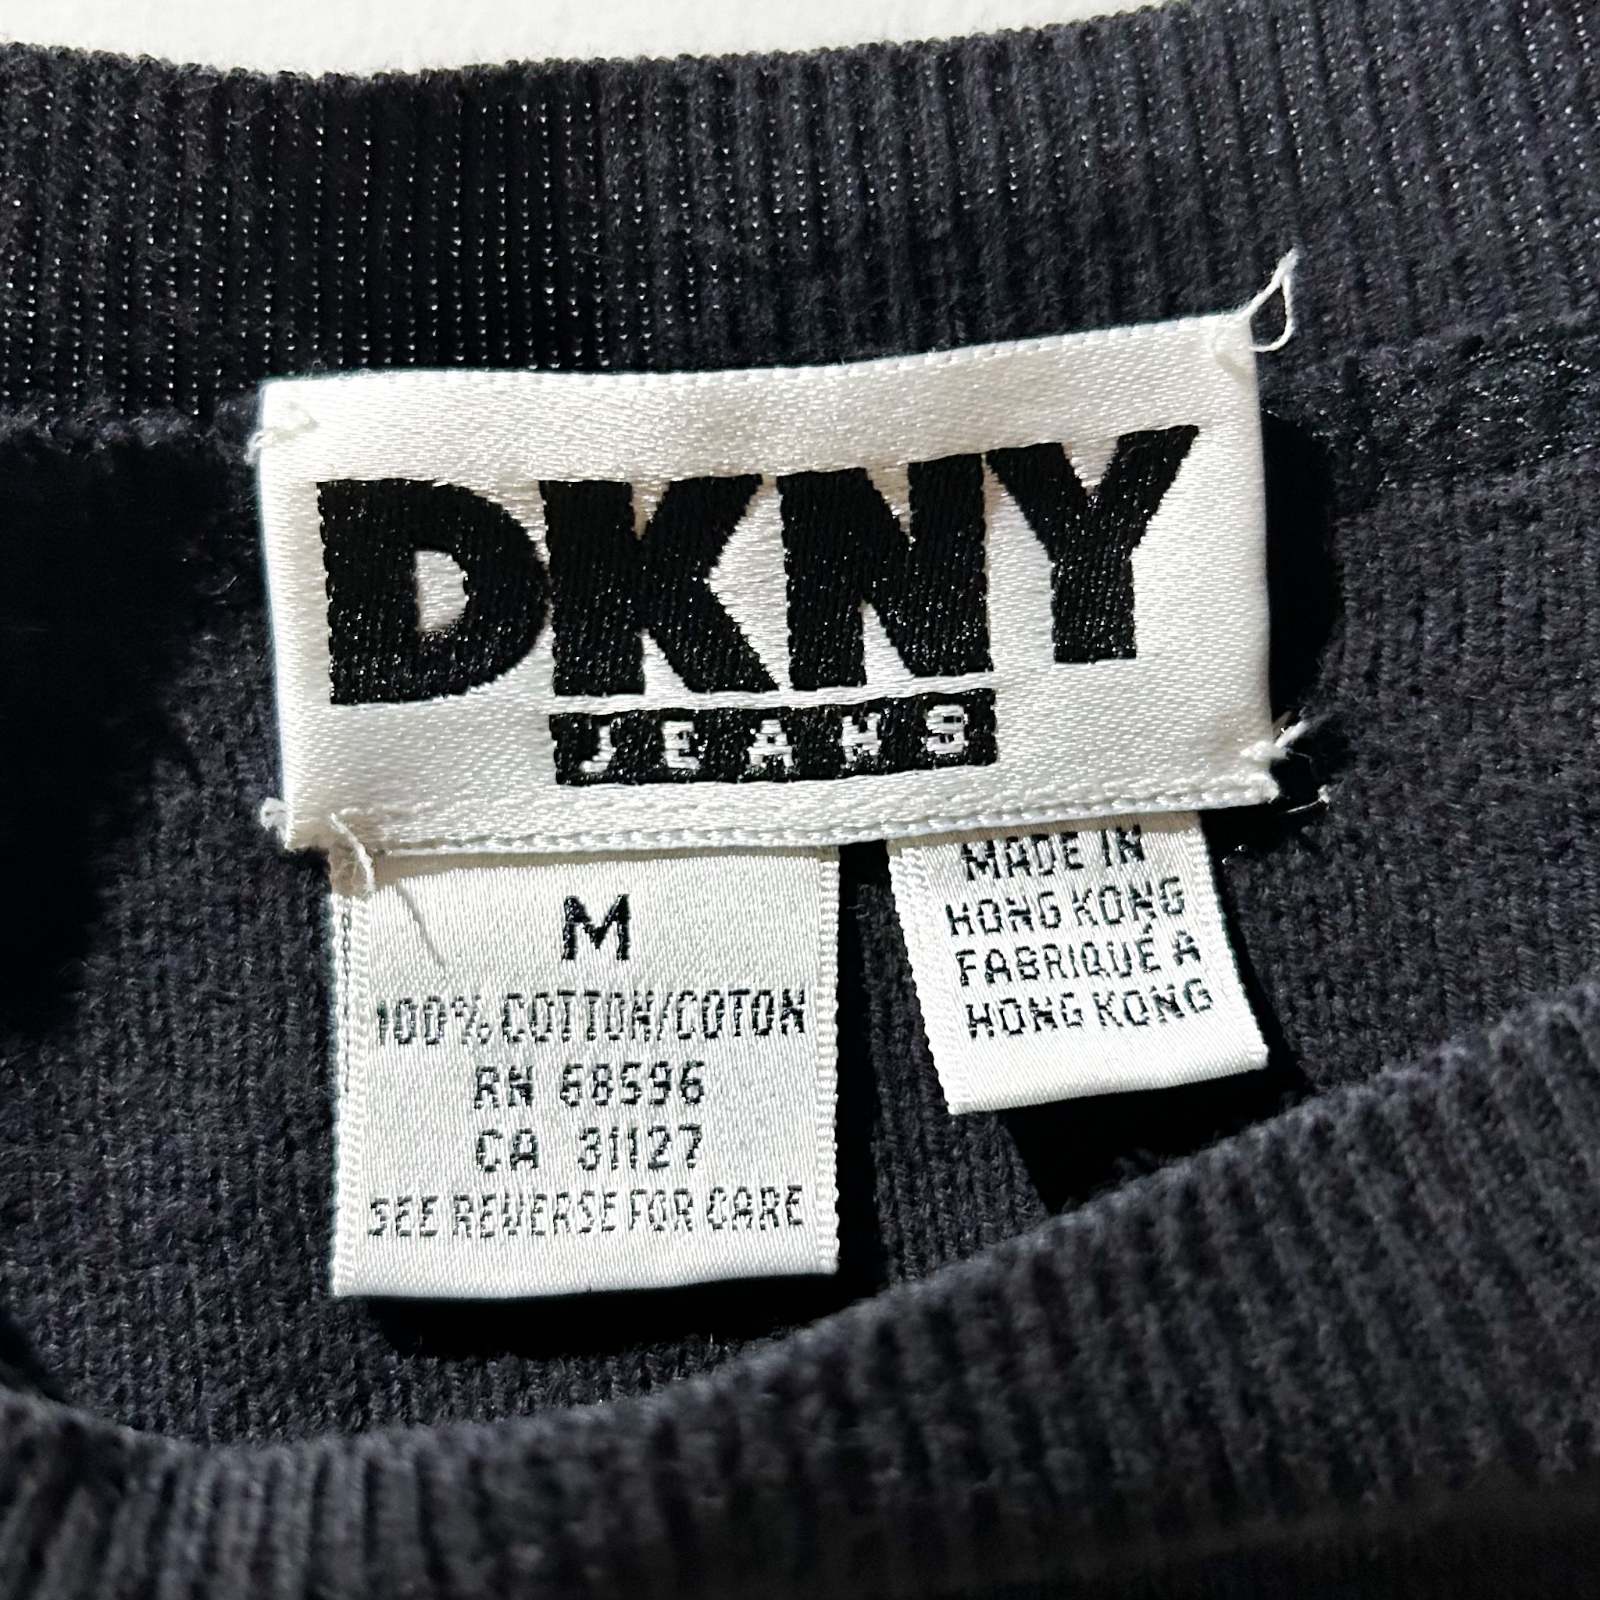 DKNY
JEANS
M
100% COTTON/COTON
RN 68596
CA 31127
SEE REVERSE FOR CARE
MADE IN
HONG KONG
FABRIQUÉ A
HONG KONG